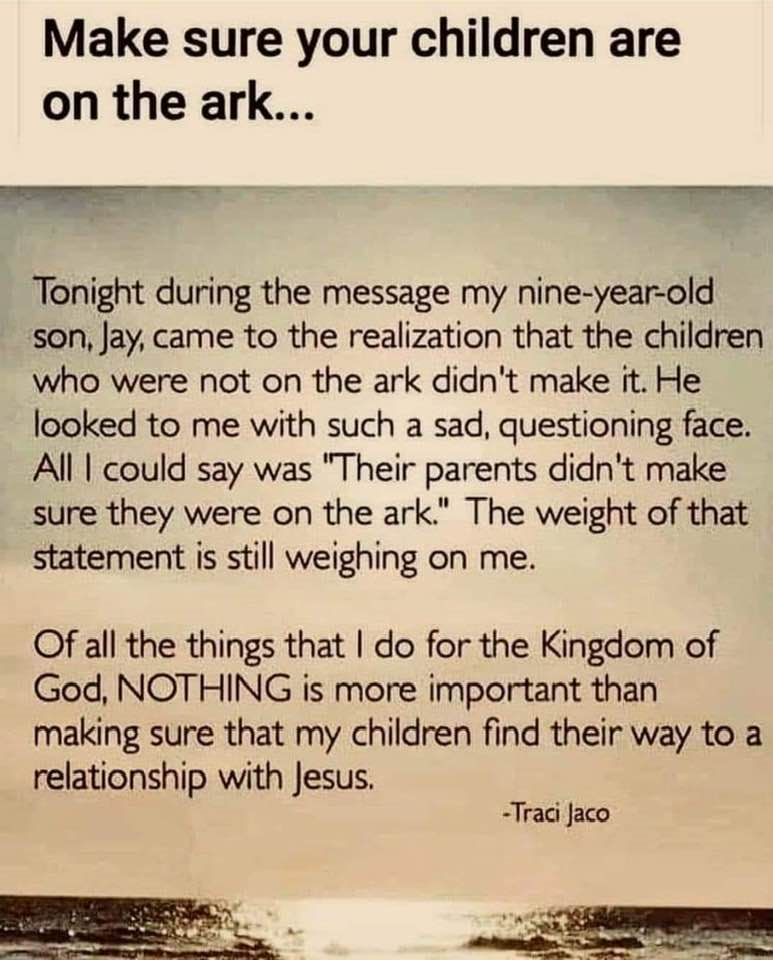 Make sure your children are
on the ark...
Tonight during the message my nine-year-old
son, Jay, came to the realization that the children
who were not on the ark didn't make it. He
looked to me with such a sad, questioning face.
All I could say was "Their parents didn't make
sure they were on the ark." The weight of that
statement is still weighing on me.
Of all the things that I do for the Kingdom of
God, NOTHING is more important than
making sure that my children find their way to a
relationship with Jesus.
-Traci Jaco